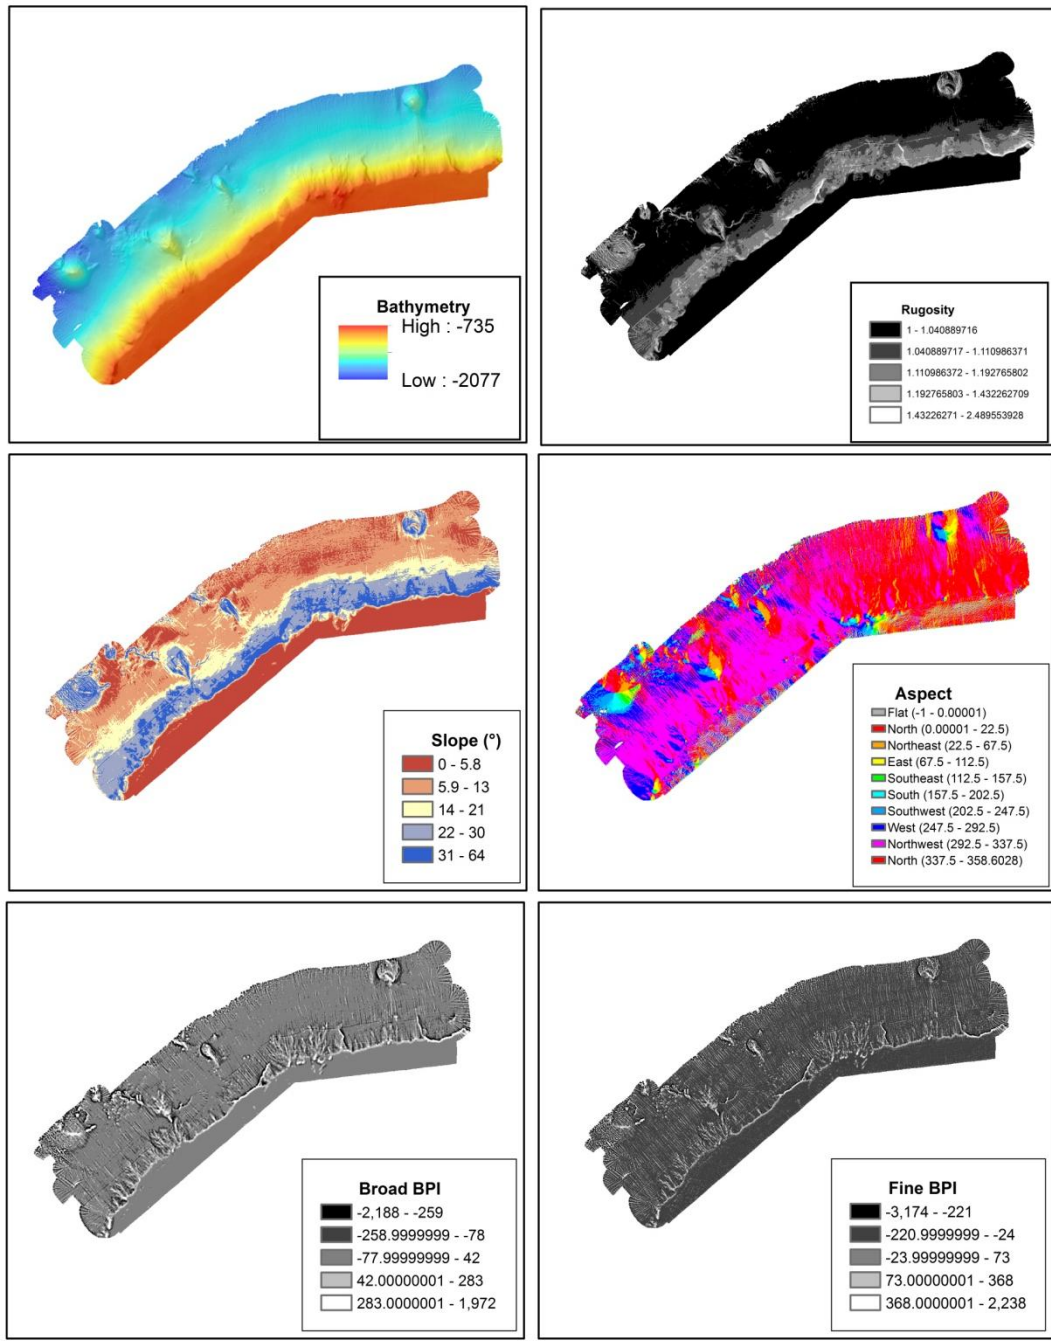 Bathymetry
High : -735
Low : -2077
Rugosity
1 - 1.040889716
1.040889717 - 1.110986371
1.110986372 - 1.192765802
1.192765803 - 1.432262709
1.43226271 - 2.489553928
Slope (°)
0 - 5.8
5.9 - 13
14 - 21
22 - 30
31 - 64
Aspect
Flat (-1 - 0.00001)
North (0.00001 - 22.5)
Northeast (22.5 - 67.5)
East (67.5 - 112.5)
Southeast (112.5 - 157.5)
South (157.5 - 202.5)
Southwest (202.5 - 247.5)
West (247.5 - 292.5)
Northwest (292.5 - 337.5)
North (337.5 - 358.6028)
Broad BPI
-2,188 - -259
-258.9999999 - -78
-77.99999999 - 42
42.00000001 - 283
283.0000001 - 1,972
Fine BPI
-3,174 - -221
-220.9999999 - -24
-23.99999999 - 73
73.00000001 - 368
368.0000001 - 2,238